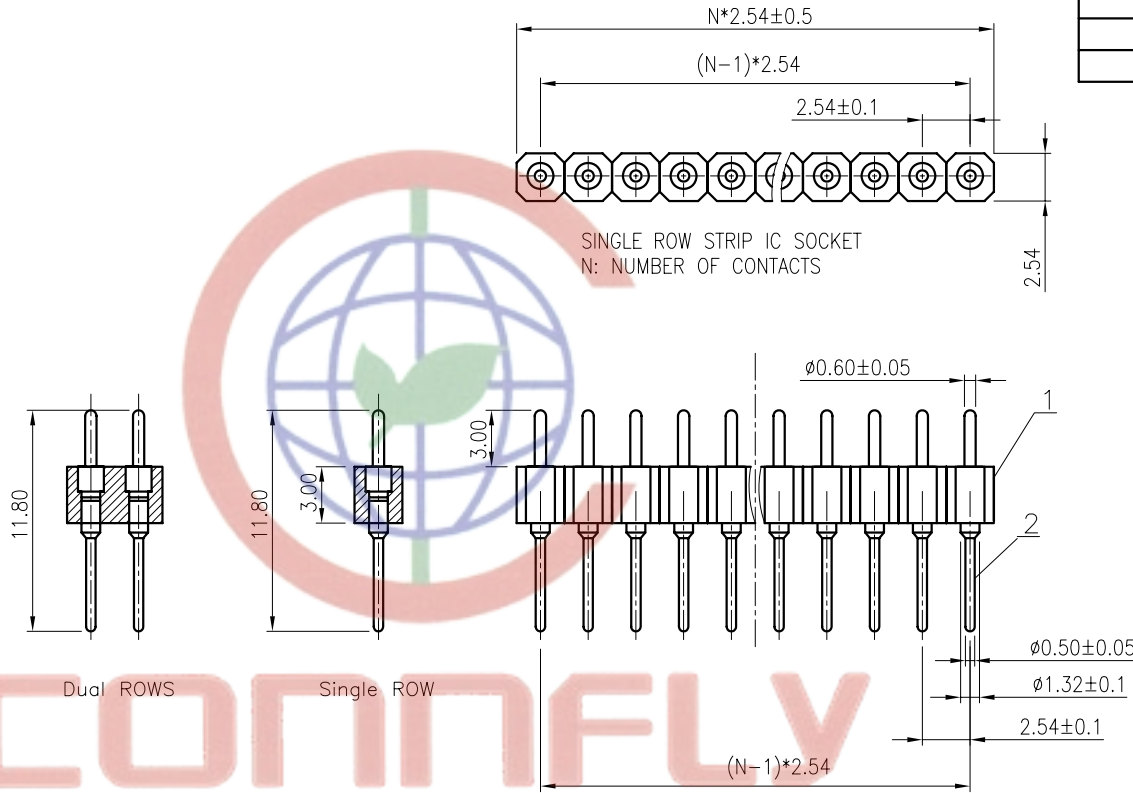 N*2.54±0.5
(N-1)*2.54
2.54±0.1
2.54
SINGLE ROW STRIP IC SOCKET
N: NUMBER OF CONTACTS
ø0.60±0.05
1
3.00
11.80
11.80
3.00
2
ø0.50±0.05
Dual ROWS
Single ROW
ø1.32±0.1
2.54±0.1
(N-1)*2.54
CONNFLY